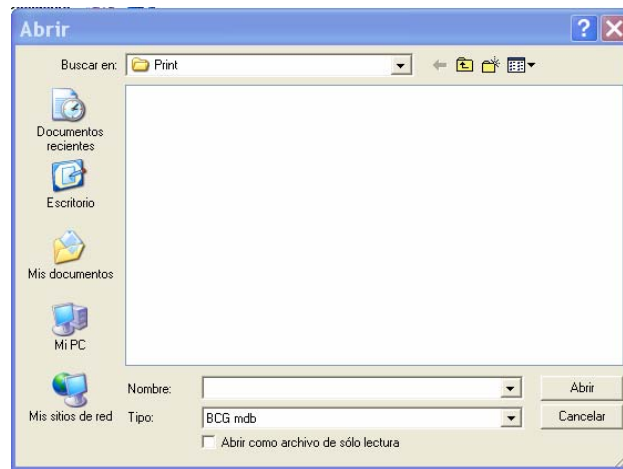 Abrir
Buscar en:
Print
Documentos
recientes
Escritorio
Mis documentos
Mi PC
Mis sitios de red
Nombre:
Abrir
Tipo:
BCG mdb
Cancelar
Abrir como archivo de sólo lectura